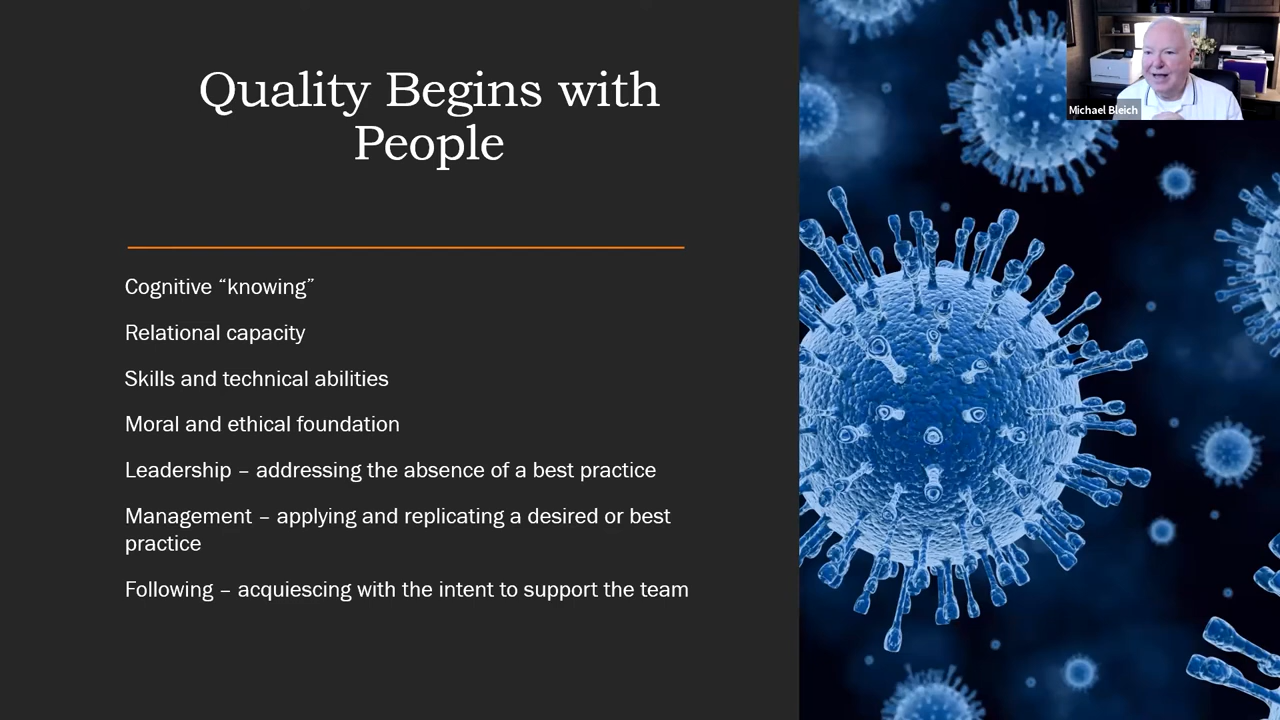 Quality Begins with
People
Cognitive “knowing”
Relational capacity
Skills and technical abilities
Moral and ethical foundation
Leadership – addressing the absence of a best practice
Management – applying and replicating a desired or best
practice
Following – acquiescing with the intent to support the team
Michael Bleich